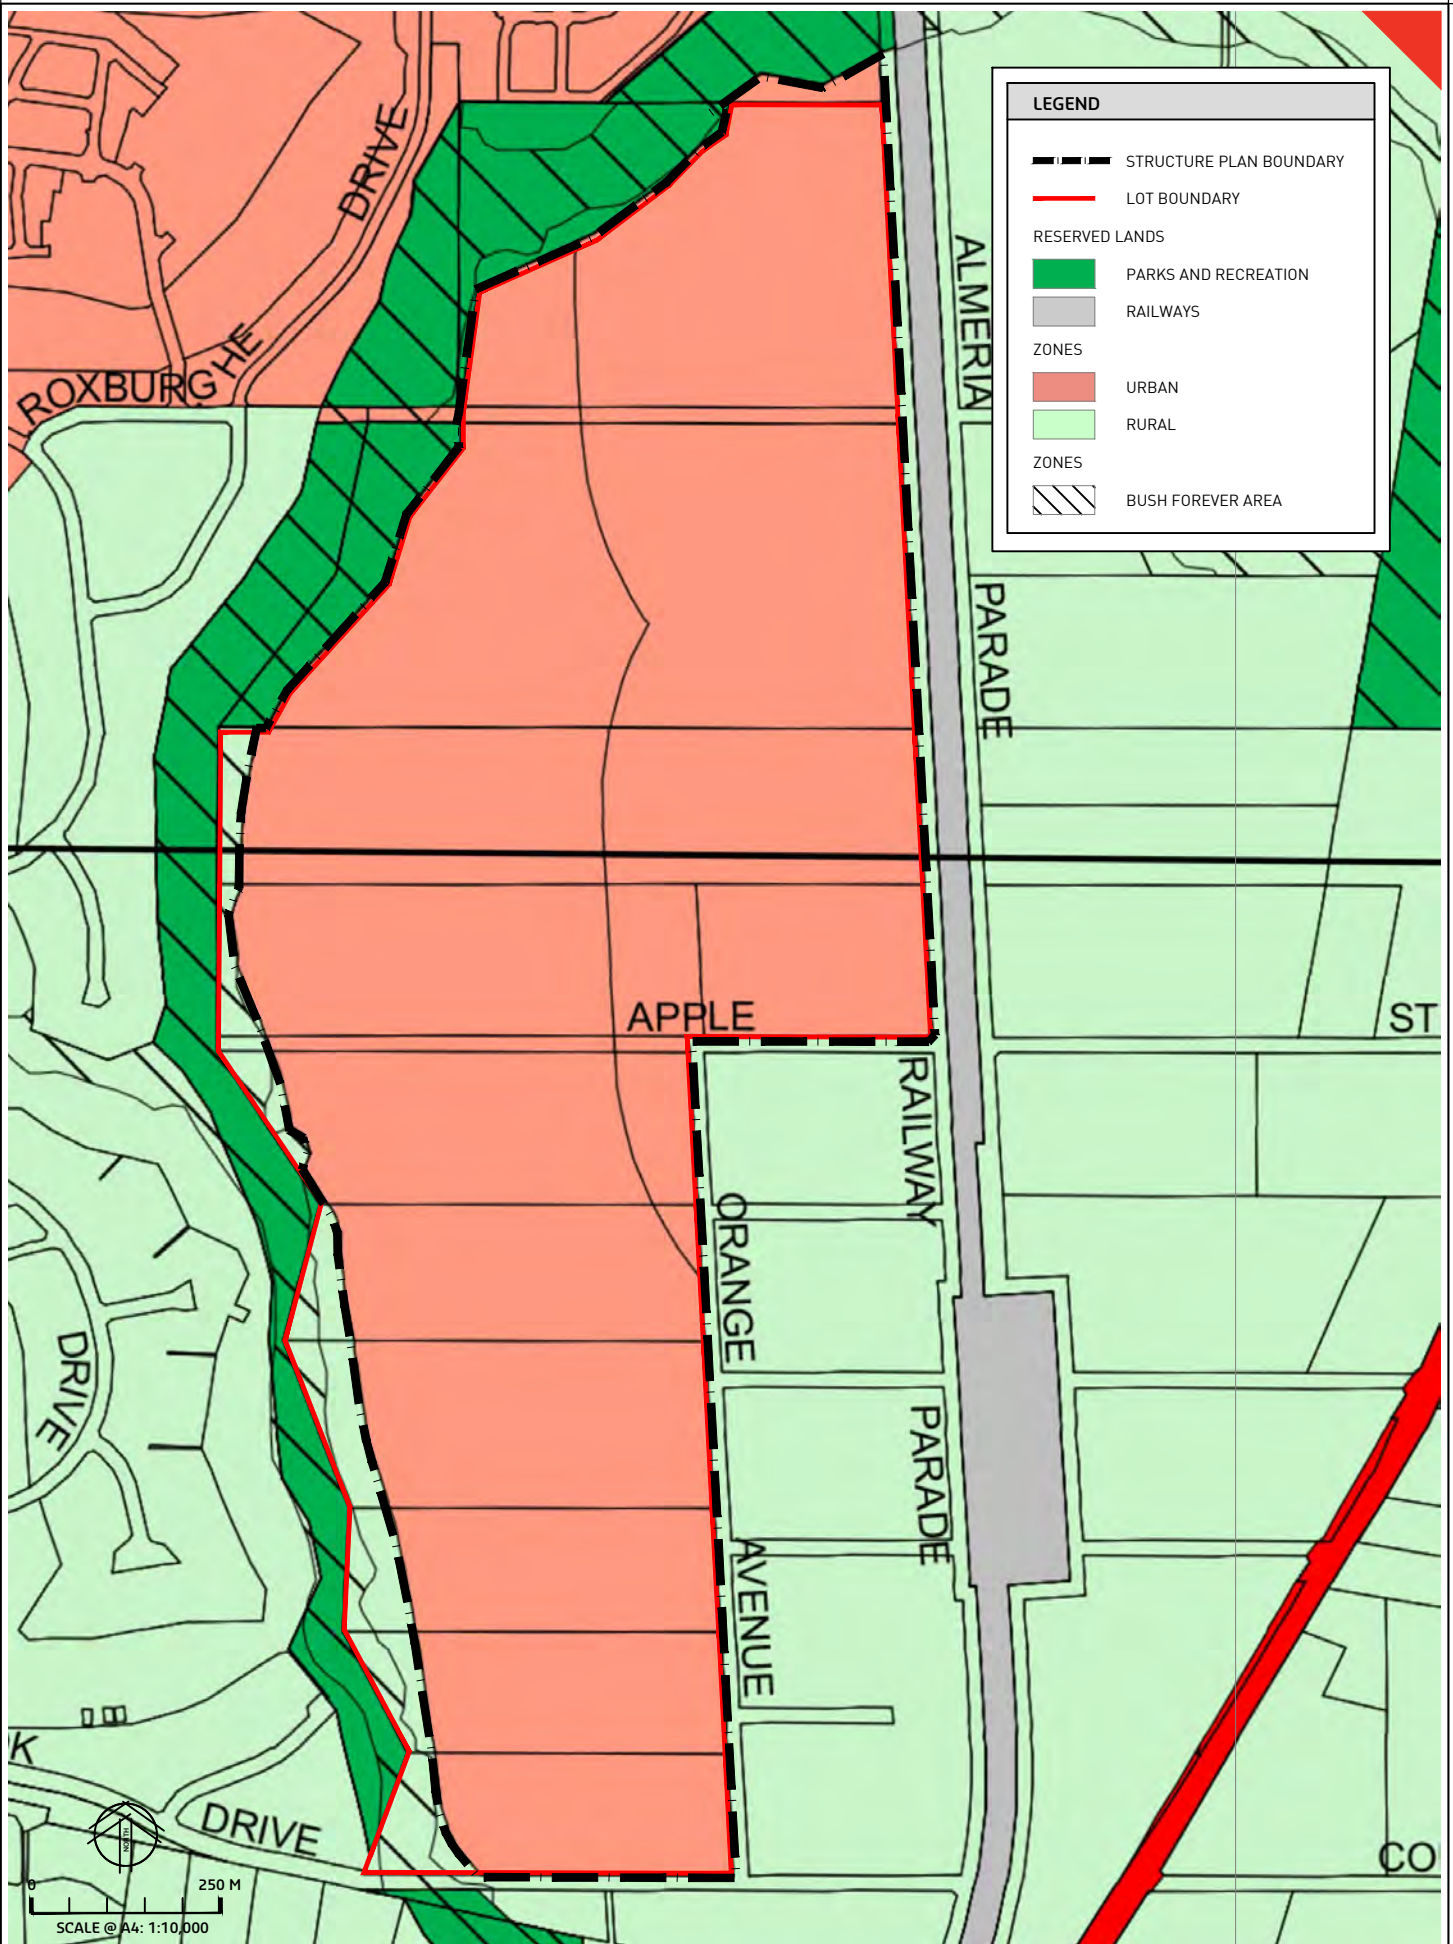 LEGEND
STRUCTURE PLAN BOUNDARY
LOT BOUNDARY
RESERVED LANDS
PARKS AND RECREATION
RAILWAYS
ZONES
URBAN
RURAL
ZONES
BUSH FOREVER AREA
DRIVE
ROXBURGHE
ALMERIA
PARADE
APPLE
ST
RAILWAY
PARADE
ORANGE
AVENUE
DRIVE
K
DRIVE
CO
NORTH
0 250 M
SCALE @ A4: 1:10,000